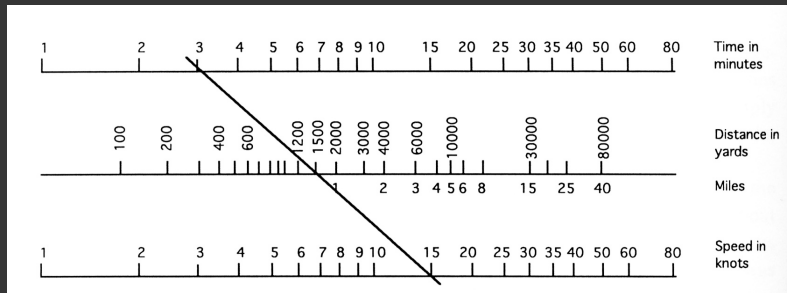 1 2 3 4 5 6 7 8 9 10 15 20 25 30 35 40 50 60 80 Time in
minutes
100 200 400 600 1200 1500 2000 3000 4000 6000 10000 30000 80000 Distance in
yards
1 2 3 4 5 6 8 15 25 40 Miles
1 2 3 4 5 6 7 8 9 10 15 20 25 30 35 40 50 60 80 Speed in
knots